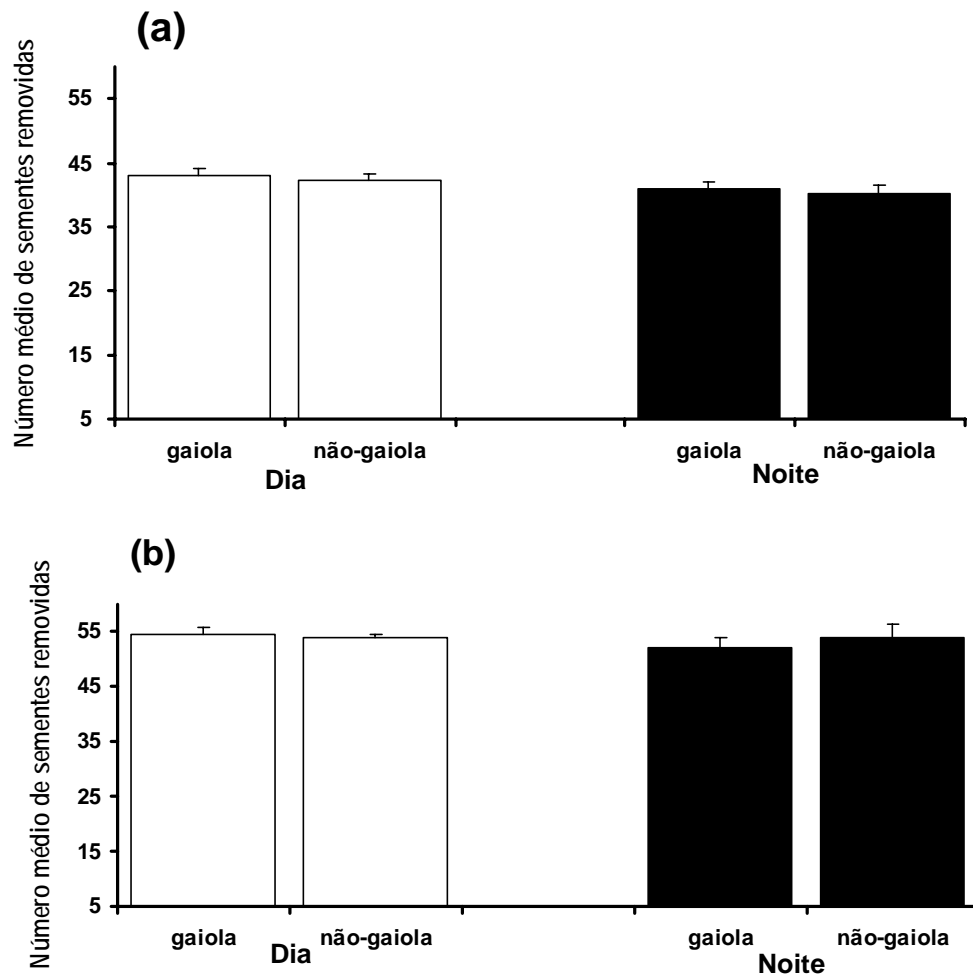 (a)
Número médio de sementes removidas
55
45
35
25
15
5
gaiola não-gaiola gaiola não-gaiola
Dia Noite
(b)
Número médio de sementes removidas
55
45
35
25
15
5
gaiola não-gaiola gaiola não-gaiola
Dia Noite